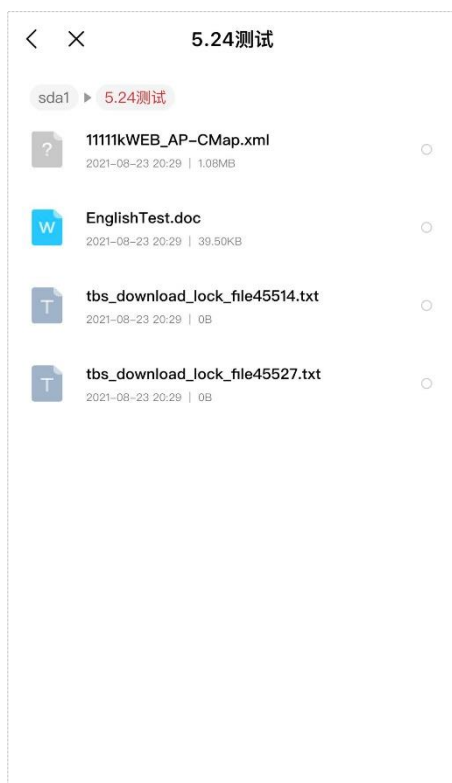 5.24测试
sda1 5.24测试
11111kWEB_AP-CMap.xml
?
2021-08-23 20:29 | 1.08MB
EnglishTest.doc
W
2021-08-23 20:29 | 39.50KB
tbs_download_lock_file45514.txt
T
2021-08-23 20:29 | 0B
tbs_download_lock_file45527.txt
T
2021-08-23 20:29 | 0B